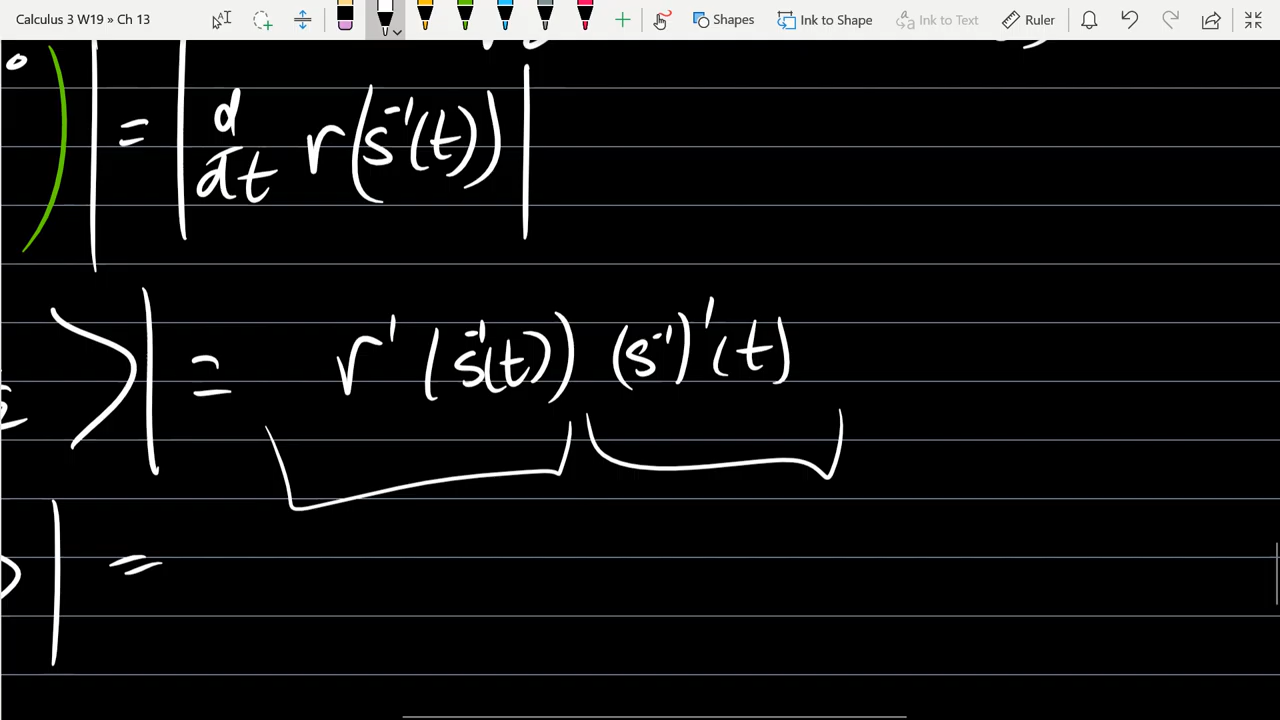 Calculus 3 W19 » Ch 13
Shapes
Ink to Shape
Ink to Text
Ruler
= | d/dt r(s⁻¹(t)) |
| = r'(s⁻¹(t)) (s⁻¹)'(t)
| =